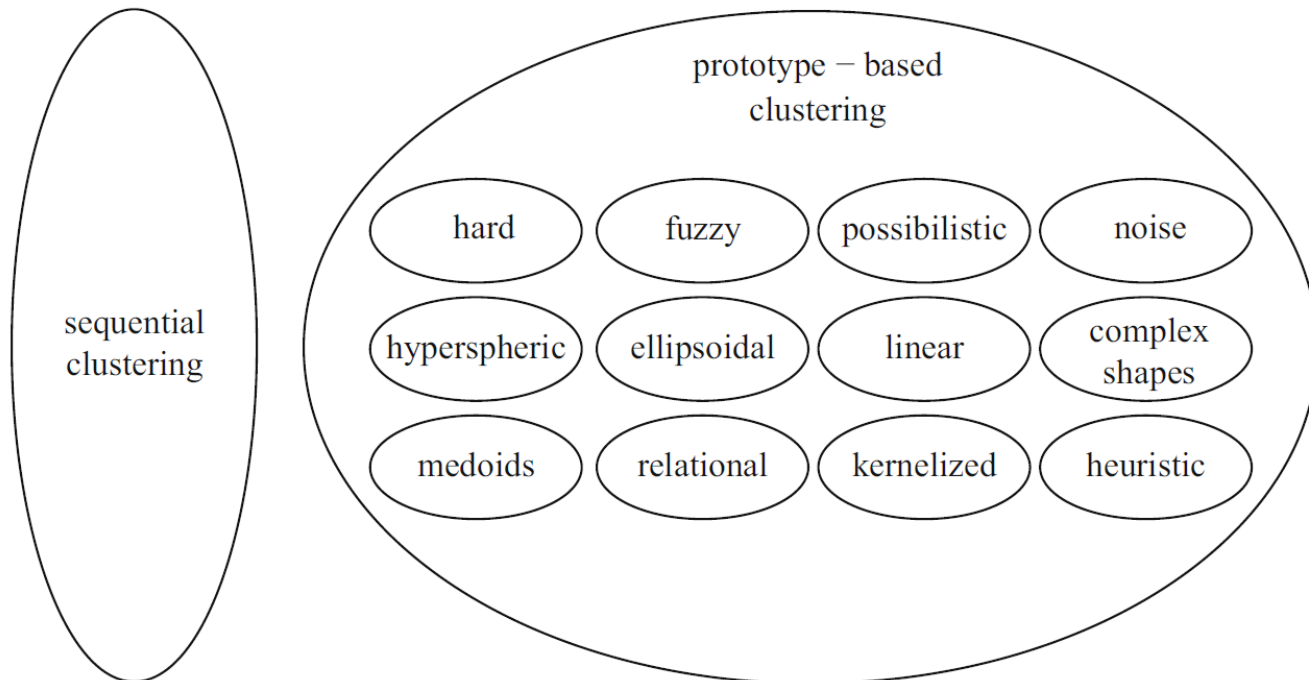 prototype − based
clustering
hard
fuzzy
possibilistic
noise
sequential
clustering
hyperspheric
ellipsoidal
linear
complex
shapes
medoids
relational
kernelized
heuristic